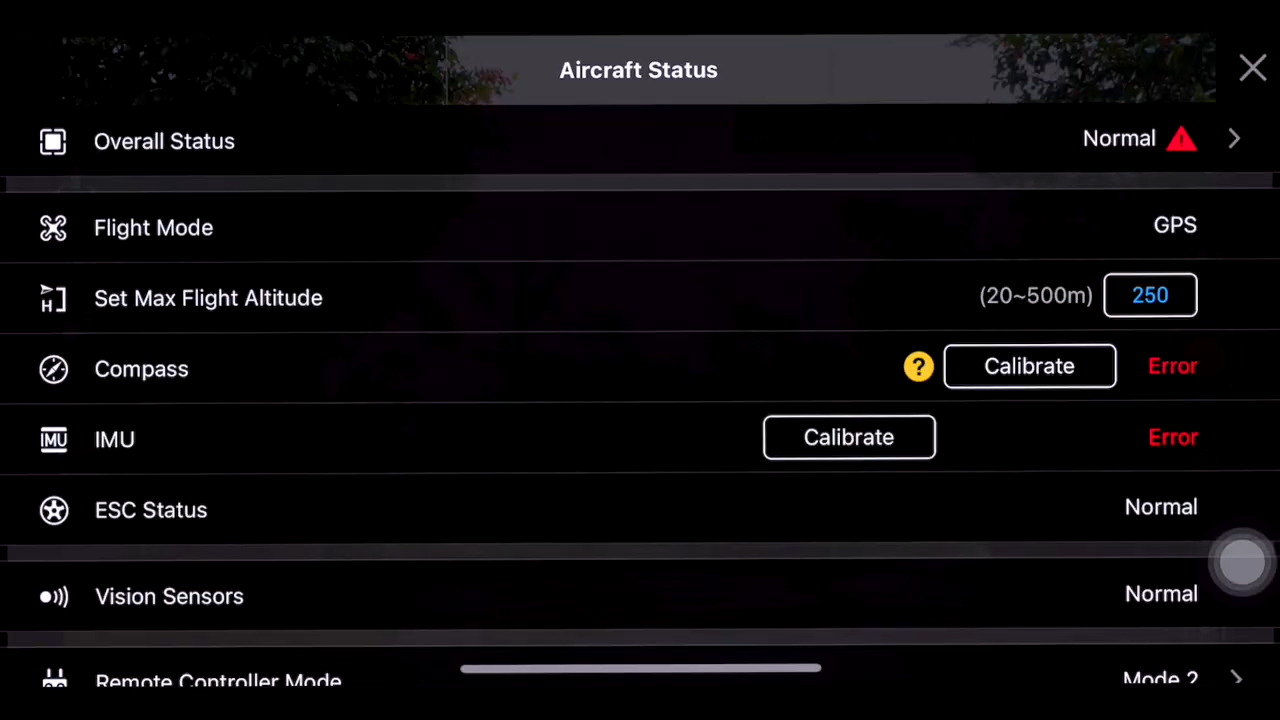 Aircraft Status
Overall Status Normal
Flight Mode GPS
Set Max Flight Altitude (20~500m) 250
Compass ? Calibrate Error
IMU IMU Calibrate Error
ESC Status Normal
Vision Sensors Normal
Remote Controller Mode Mode 2